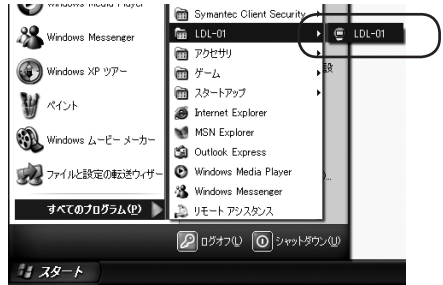 Windows Media Player
Windows Messenger
Windows XP ツアー
ペイント
Windows ムービー メーカー
ファイルと設定の転送ウィザー
すべてのプログラム(P)
Symantec Client Security
LDL-01
アクセサリ
ゲーム
スタートアップ
Internet Explorer
MSN Explorer
Outlook Express
Windows Media Player
Windows Messenger
リモート アシスタンス
LDL-01
設
ログオフ(L)
シャットダウン(U)
スタート